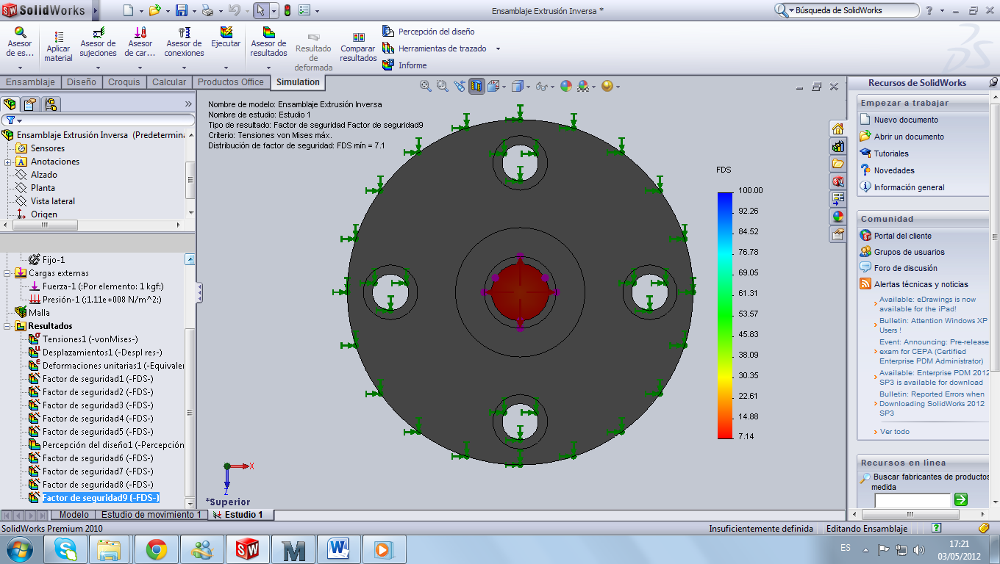 SolidWorks
Ensamblaje Extrusión Inversa *
Búsqueda de SolidWorks
Asesor
de es...
Aplicar
material
Asesor de
sujeciones
Asesor
de car...
Asesor de
conexiones
Ejecutar
Asesor de
resultados
Resultado
de
deformada
Comparar
resultados
Percepción del diseño
Herramientas de trazado
Informe
Ensamblaje
Diseño
Croquis
Calcular
Productos Office
Simulation
Ensamblaje Extrusión Inversa (Predetermina
Sensores
Anotaciones
Alzado
Planta
Vista lateral
Origen
Fijo-1
Cargas externas
Fuerza-1 (:Por elemento: 1 kgf:)
Presión-1 (:1.11e+008 N/m^2:)
Malla
Resultados
Tensiones1 (-vonMises-)
Desplazamientos1 (-Despl res-)
Deformaciones unitarias1 (-Equivaler
Factor de seguridad1 (-FDS-)
Factor de seguridad2 (-FDS-)
Factor de seguridad3 (-FDS-)
Factor de seguridad4 (-FDS-)
Factor de seguridad5 (-FDS-)
Percepción del diseño1 (-Percepción
Factor de seguridad6 (-FDS-)
Factor de seguridad7 (-FDS-)
Factor de seguridad8 (-FDS-)
Factor de seguridad9 (-FDS-)
Nombre de modelo: Ensamblaje Extrusión Inversa
Nombre de estudio: Estudio 1
Tipo de resultado: Factor de seguridad Factor de seguridad9
Criterio: Tensiones von Mises máx.
Distribución de factor de seguridad: FDS mín = 7.1
FDS
100.00
92.26
84.52
76.78
69.05
61.31
53.57
45.83
38.09
30.35
22.61
14.88
7.14
X
Z
*Superior
Recursos de SolidWorks
Empezar a trabajar
Nuevo documento
Abrir un documento
Tutoriales
Novedades
Información general
Comunidad
Portal del cliente
Grupos de usuarios
Foro de discusión
Alertas técnicas y noticias
Available: eDrawings is now
available for the iPad!
Bulletin: Attention Windows XP
Users !
Event: Announcing: Pre-release
exam for CEPA (Certified
Enterprise PDM Administrator)
Available: Enterprise PDM 2012
SP3 is available for download
Bulletin: Reported Errors when
Downloading SolidWorks 2012
SP3
Ver todo
Recursos en línea
Buscar fabricantes de productos
medida
Modelo
Estudio de movimiento 1
Estudio 1
SolidWorks Premium 2010
Insuficientemente definida
Editando Ensamblaje
ES
17:21
03/05/2012